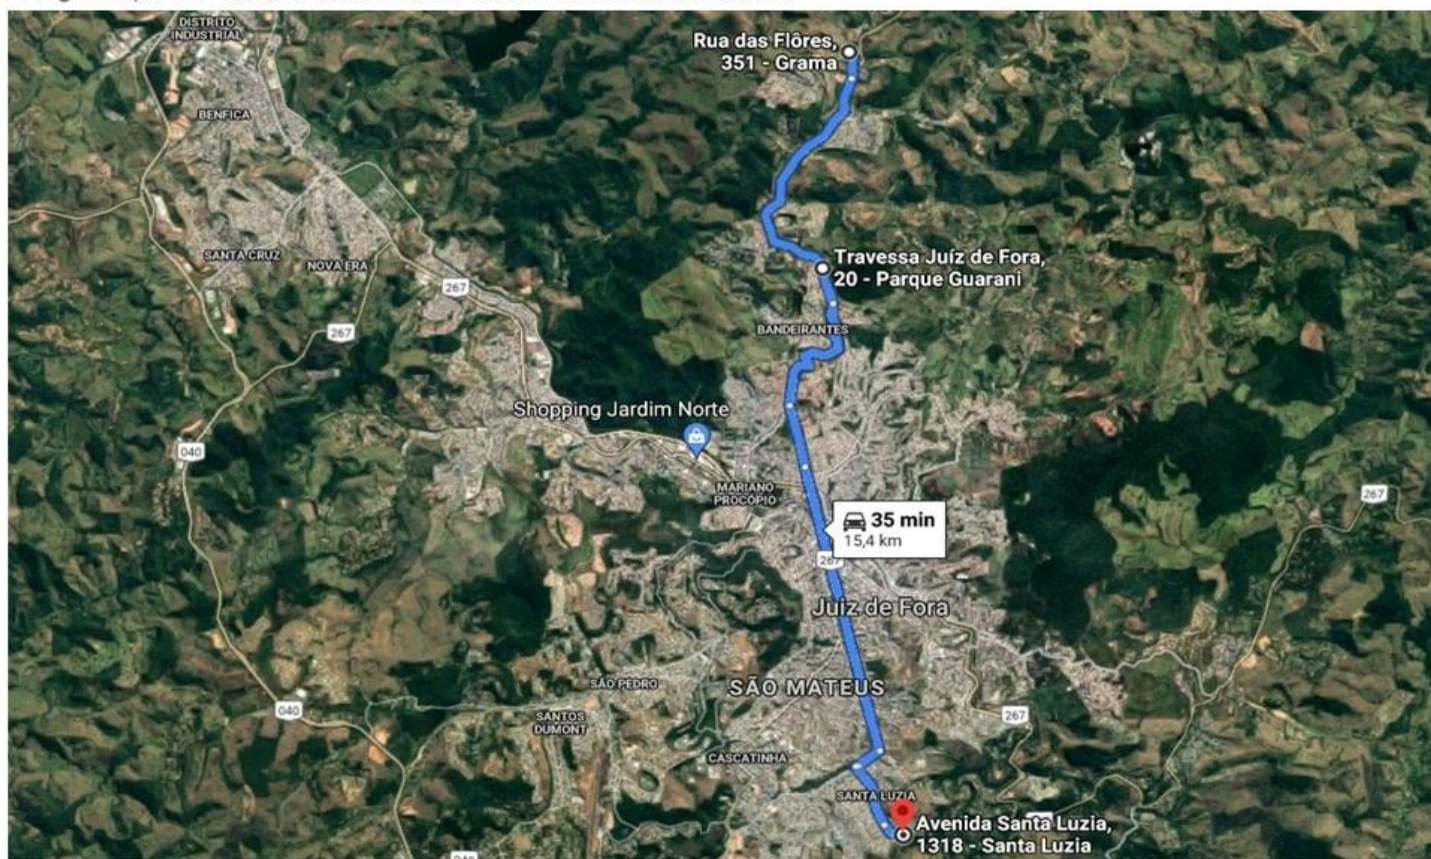 DISTRITO
INDUSTRIAL
Rua das Flôres,
351 - Grama
BENFICA
SANTA CRUZ
NOVA ERA
Travessa Juíz de Fora,
20 - Parque Guarani
267
267
BANDEIRANTES
Shopping Jardim Norte
040
MARIANO
PROCÓPIO
267
35 min
15,4 km
267
Juiz de Fora
SÃO PEDRO
SÃO MATEUS
040
SANTOS
DUMONT
267
CASCATINHA
SANTA LUZIA
Avenida Santa Luzia,
1318 - Santa Luzia
040